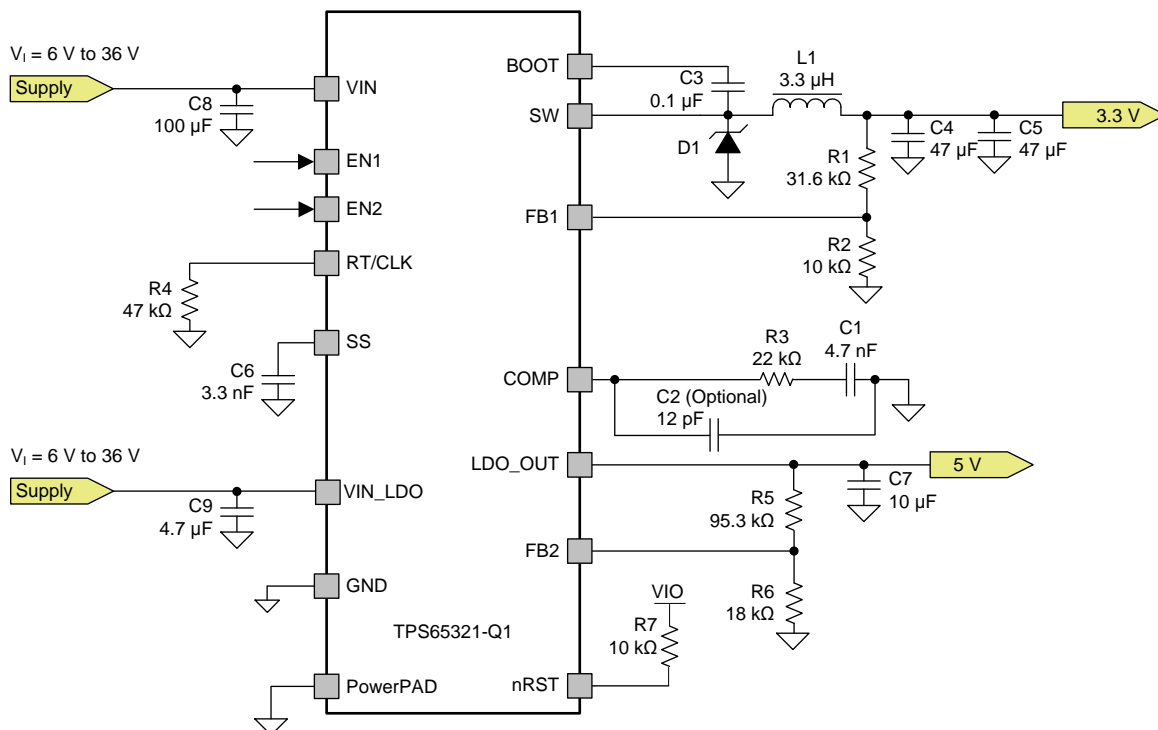 V_I = 6 V to 36 V
Supply
C8
100 µF
VIN
EN1
EN2
RT/CLK
R4
47 kΩ
SS
C6
3.3 nF
V_I = 6 V to 36 V
Supply
C9
4.7 µF
VIN_LDO
GND
TPS65321-Q1
PowerPAD
BOOT
C3
0.1 µF
L1
3.3 µH
SW
D1
3.3 V
C4
47 µF
C5
47 µF
R1
31.6 kΩ
FB1
R2
10 kΩ
COMP
R3
22 kΩ
C1
4.7 nF
C2 (Optional)
12 pF
LDO_OUT
5 V
C7
10 µF
R5
95.3 kΩ
FB2
R6
18 kΩ
VIO
R7
10 kΩ
nRST